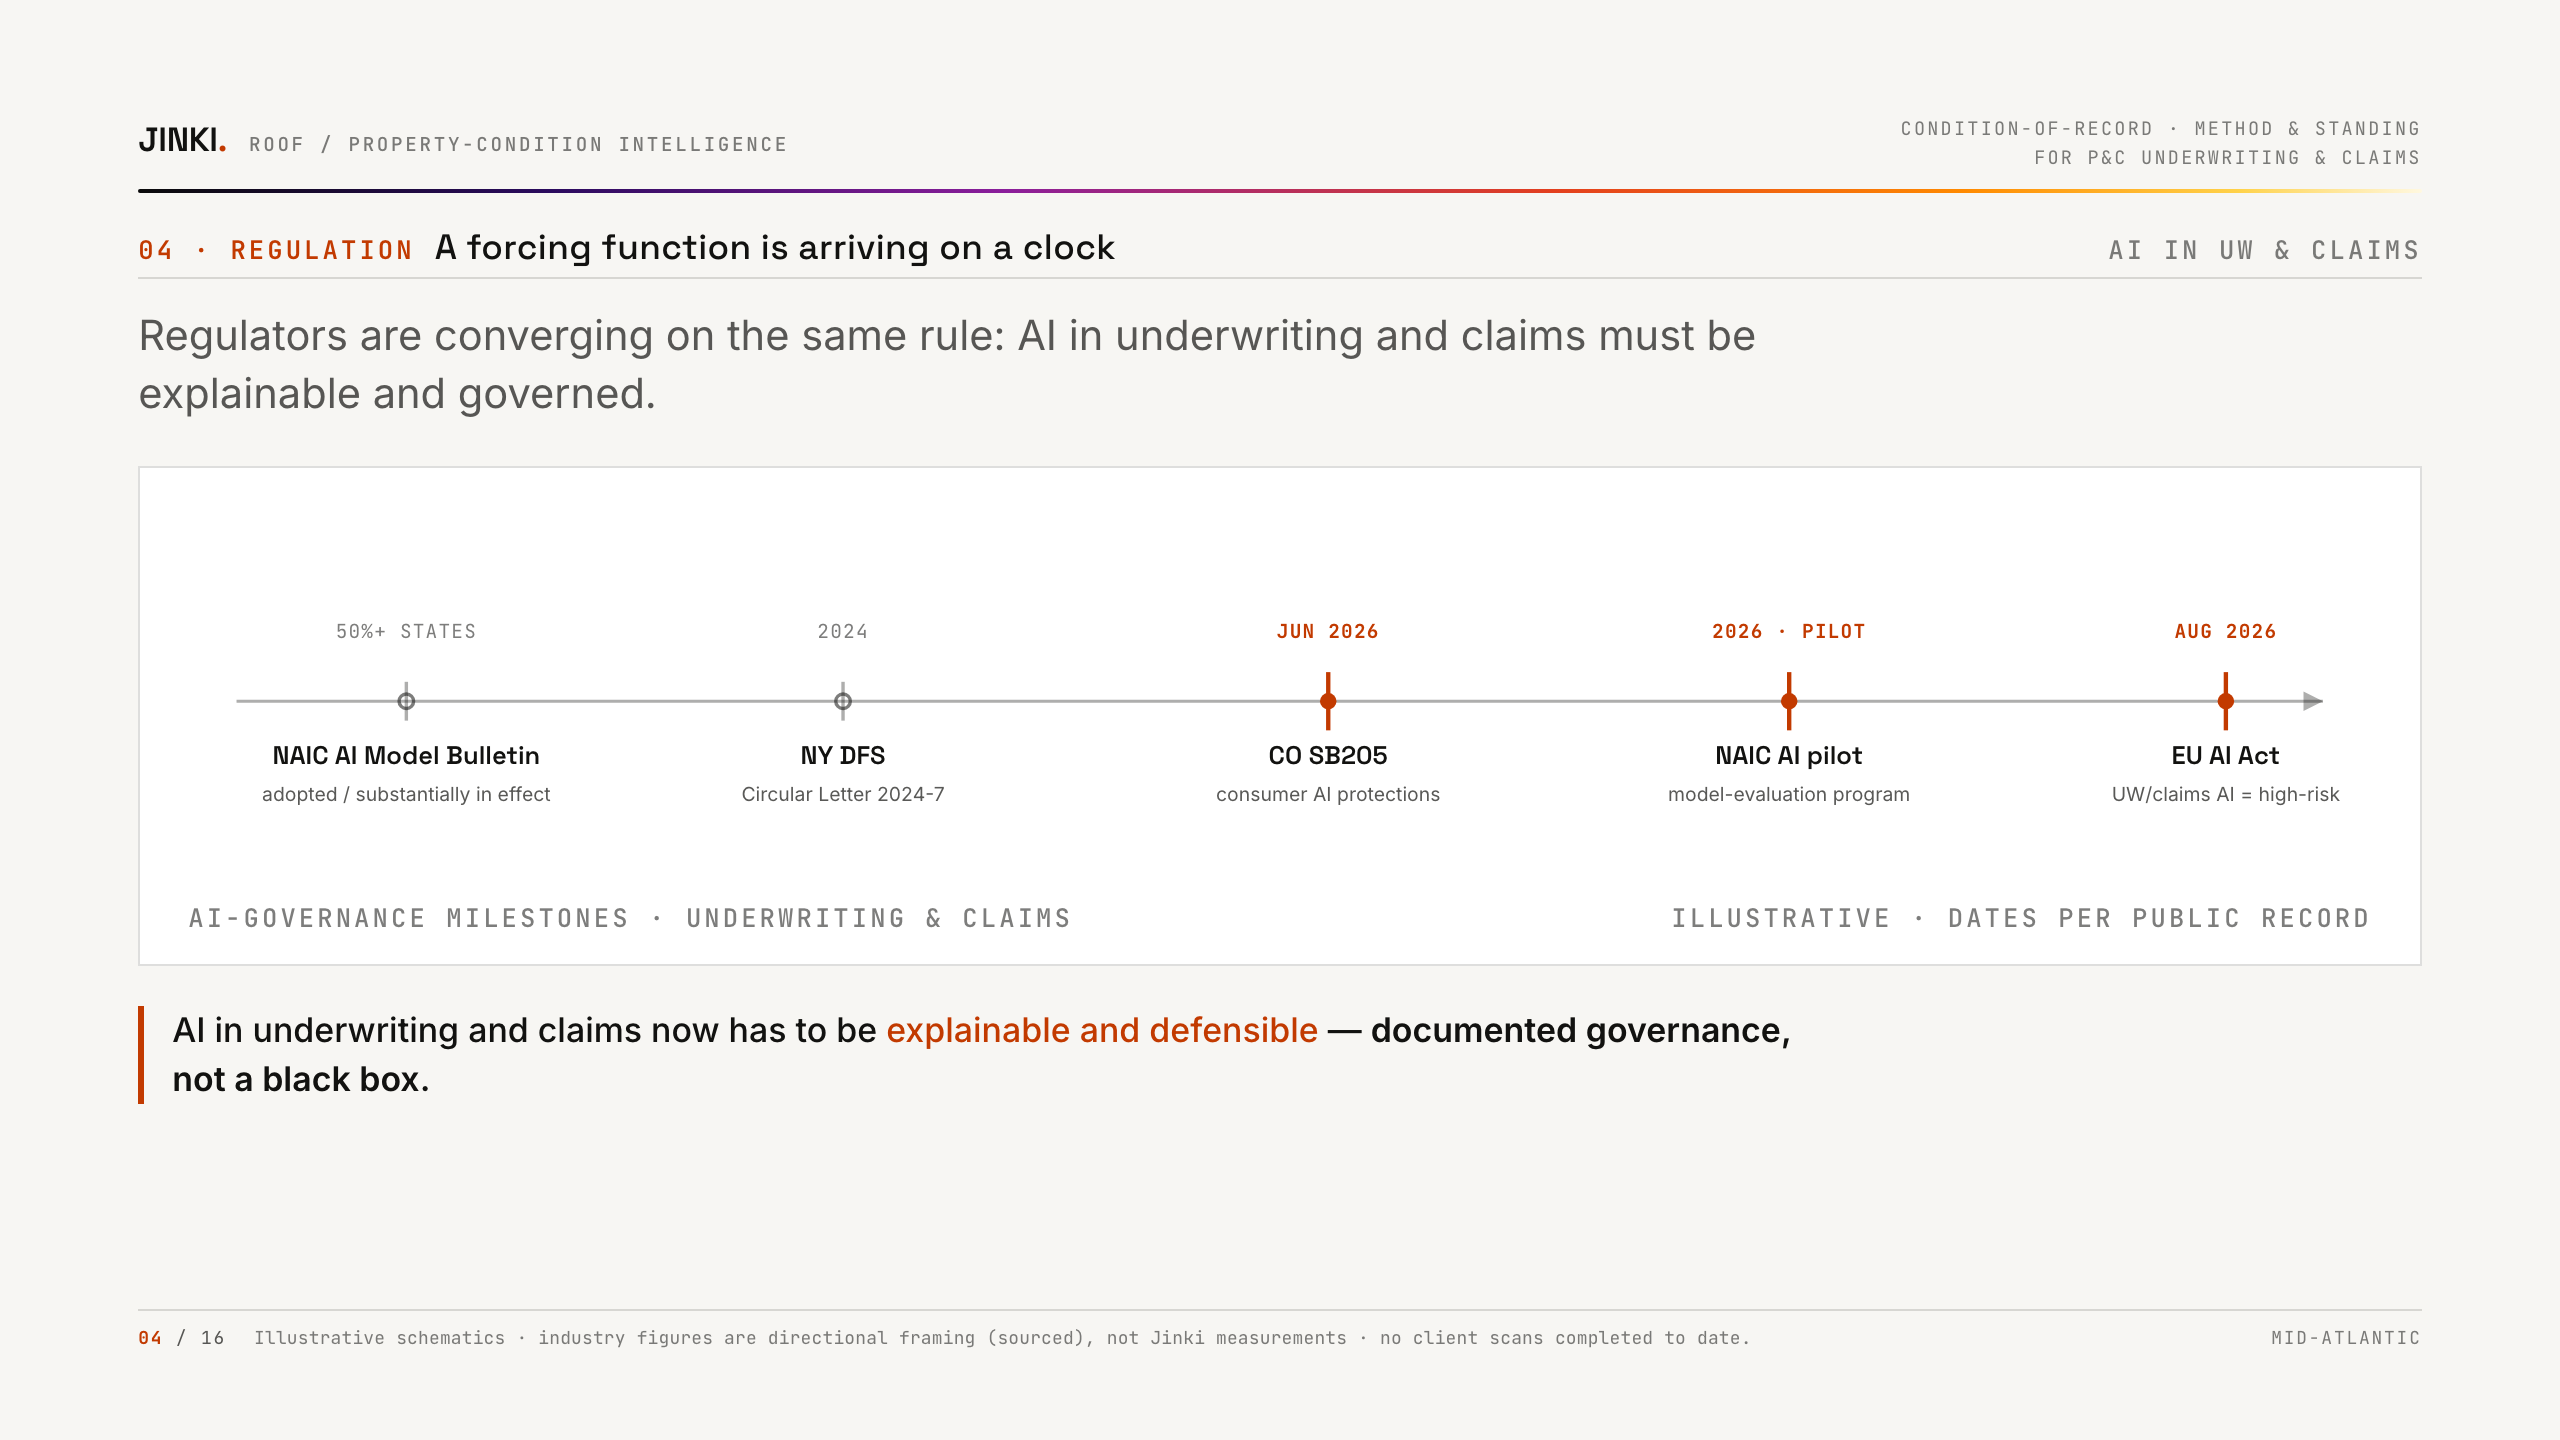 JINKI. ROOF / PROPERTY-CONDITION INTELLIGENCE
CONDITION-OF-RECORD · METHOD & STANDING
FOR P&C UNDERWRITING & CLAIMS
04 · REGULATION A forcing function is arriving on a clock
AI IN UW & CLAIMS
Regulators are converging on the same rule: AI in underwriting and claims must be
explainable and governed.
50%+ STATES
2024
JUN 2026
2026 · PILOT
AUG 2026
NAIC AI Model Bulletin
NY DFS
CO SB205
NAIC AI pilot
EU AI Act
adopted / substantially in effect
Circular Letter 2024-7
consumer AI protections
model-evaluation program
UW/claims AI = high-risk
AI-GOVERNANCE MILESTONES · UNDERWRITING & CLAIMS
ILLUSTRATIVE · DATES PER PUBLIC RECORD
AI in underwriting and claims now has to be explainable and defensible — documented governance,
not a black box.
04 / 16 Illustrative schematics · industry figures are directional framing (sourced), not Jinki measurements · no client scans completed to date.
MID-ATLANTIC